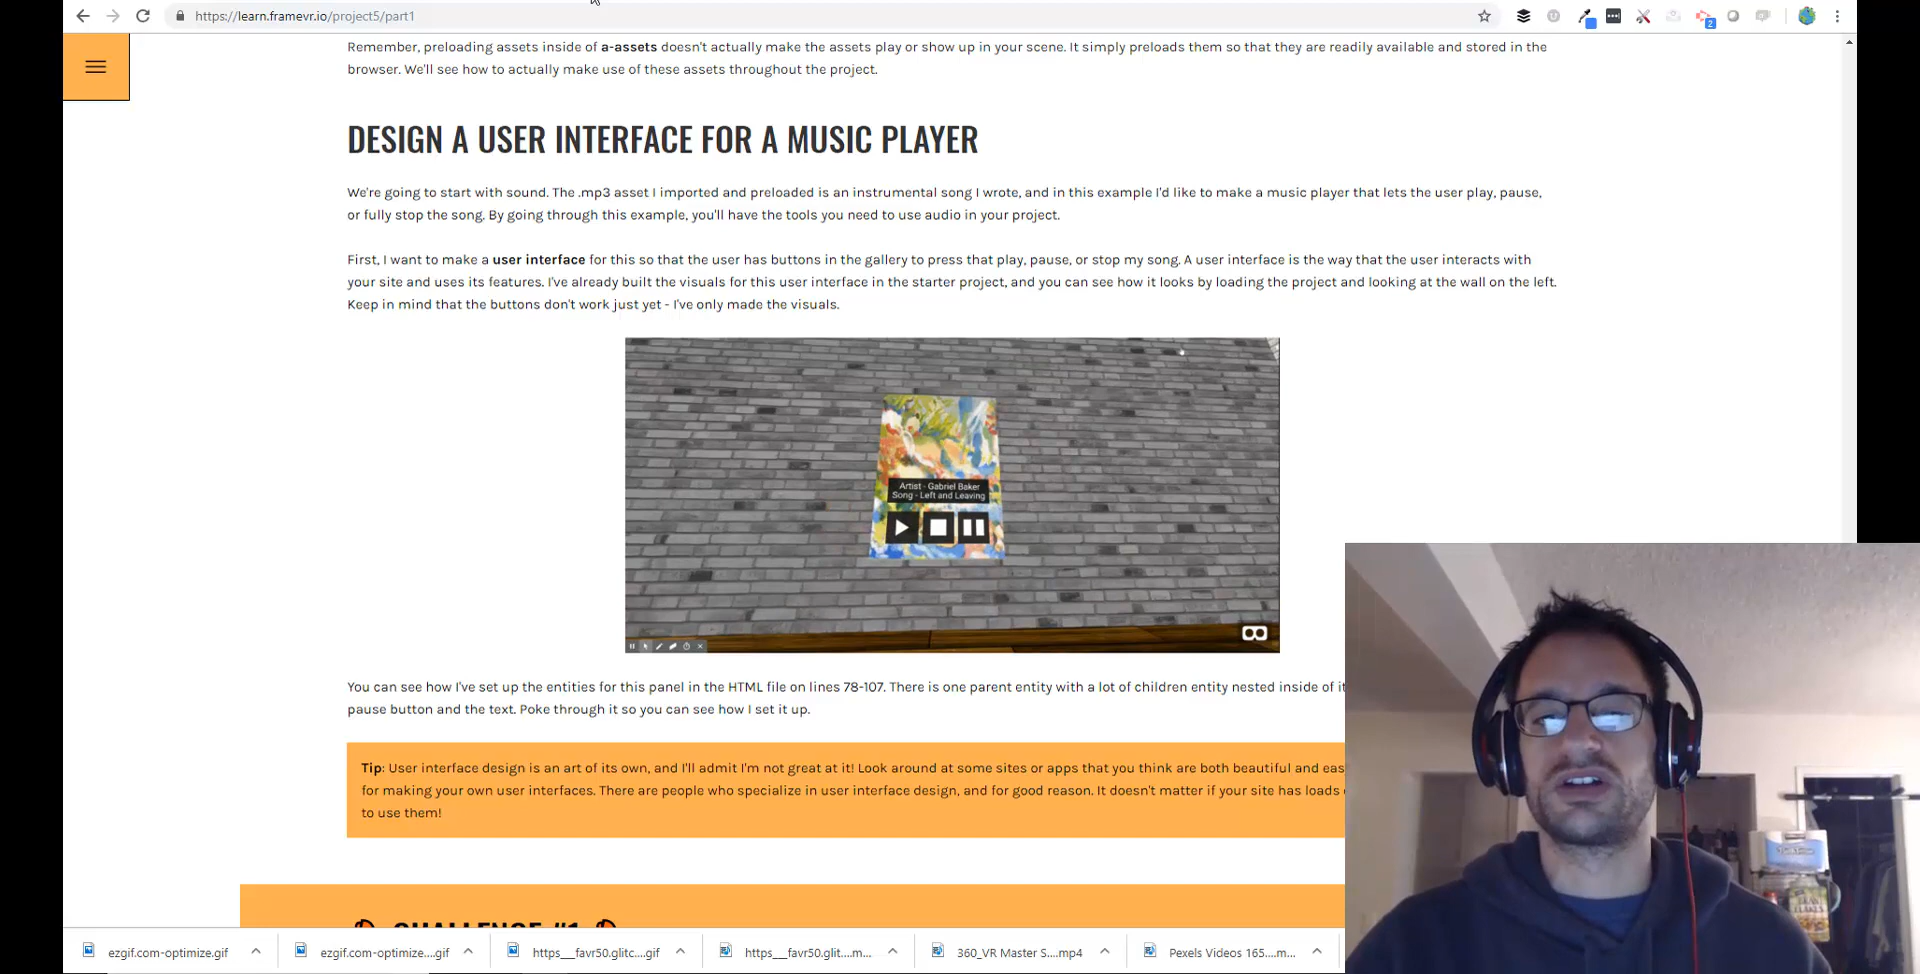 https://learn.framevr.io/project5/part1
2
Remember, preloading assets inside of a-assets doesn't actually make the assets play or show up in your scene. It simply preloads them so that they are readily available and stored in the
browser. We'll see how to actually make use of these assets throughout the project.
DESIGN A USER INTERFACE FOR A MUSIC PLAYER
We're going to start with sound. The .mp3 asset I imported and preloaded is an instrumental song I wrote, and in this example I'd like to make a music player that lets the user play, pause,
or fully stop the song. By going through this example, you'll have the tools you need to use audio in your project.
First, I want to make a user interface for this so that the user has buttons in the gallery to press that play, pause, or stop my song. A user interface is the way that the user interacts with
your site and uses its features. I've already built the visuals for this user interface in the starter project, and you can see how it looks by loading the project and looking at the wall on the left.
Keep in mind that the buttons don't work just yet - I've only made the visuals.
Artist - Gabriel Baker
Song - Left and Leaving
You can see how I've set up the entities for this panel in the HTML file on lines 78-107. There is one parent entity with a lot of children entity nested inside of it
pause button and the text. Poke through it so you can see how I set it up.
Tip: User interface design is an art of its own, and I'll admit I'm not great at it! Look around at some sites or apps that you think are both beautiful and eas
for making your own user interfaces. There are people who specialize in user interface design, and for good reason. It doesn't matter if your site has loads
to use them!
CHALLENGE #1
ezgif.com-optimize.gif
ezgif.com-optimize....gif
https___favr50.glitc....gif
https___favr50.glit....m...
360_VR Master S....mp4
Pexels Videos 165....m...